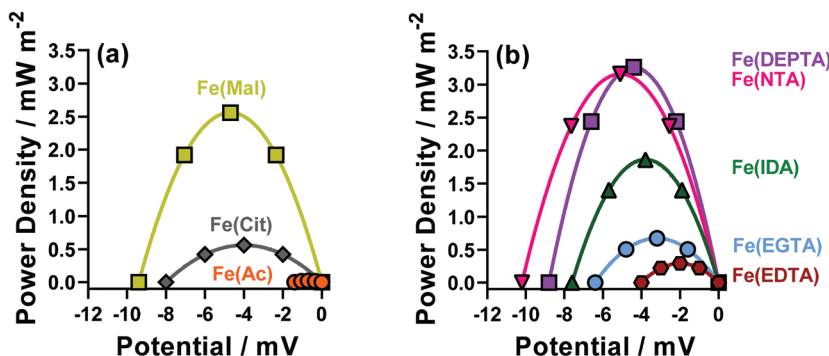 (a)
Power Density / mW m-2
3.5
3.0
2.5
2.0
1.5
1.0
0.5
0.0
Fe(Mal)
Fe(Cit)
Fe(Ac)
-12 -10 -8 -6 -4 -2 0
Potential / mV
(b)
Power Density / mW m-2
3.5
3.0
2.5
2.0
1.5
1.0
0.5
0.0
Fe(DEPTA)
Fe(NTA)
Fe(IDA)
Fe(EGTA)
Fe(EDTA)
-12 -10 -8 -6 -4 -2 0
Potential / mV